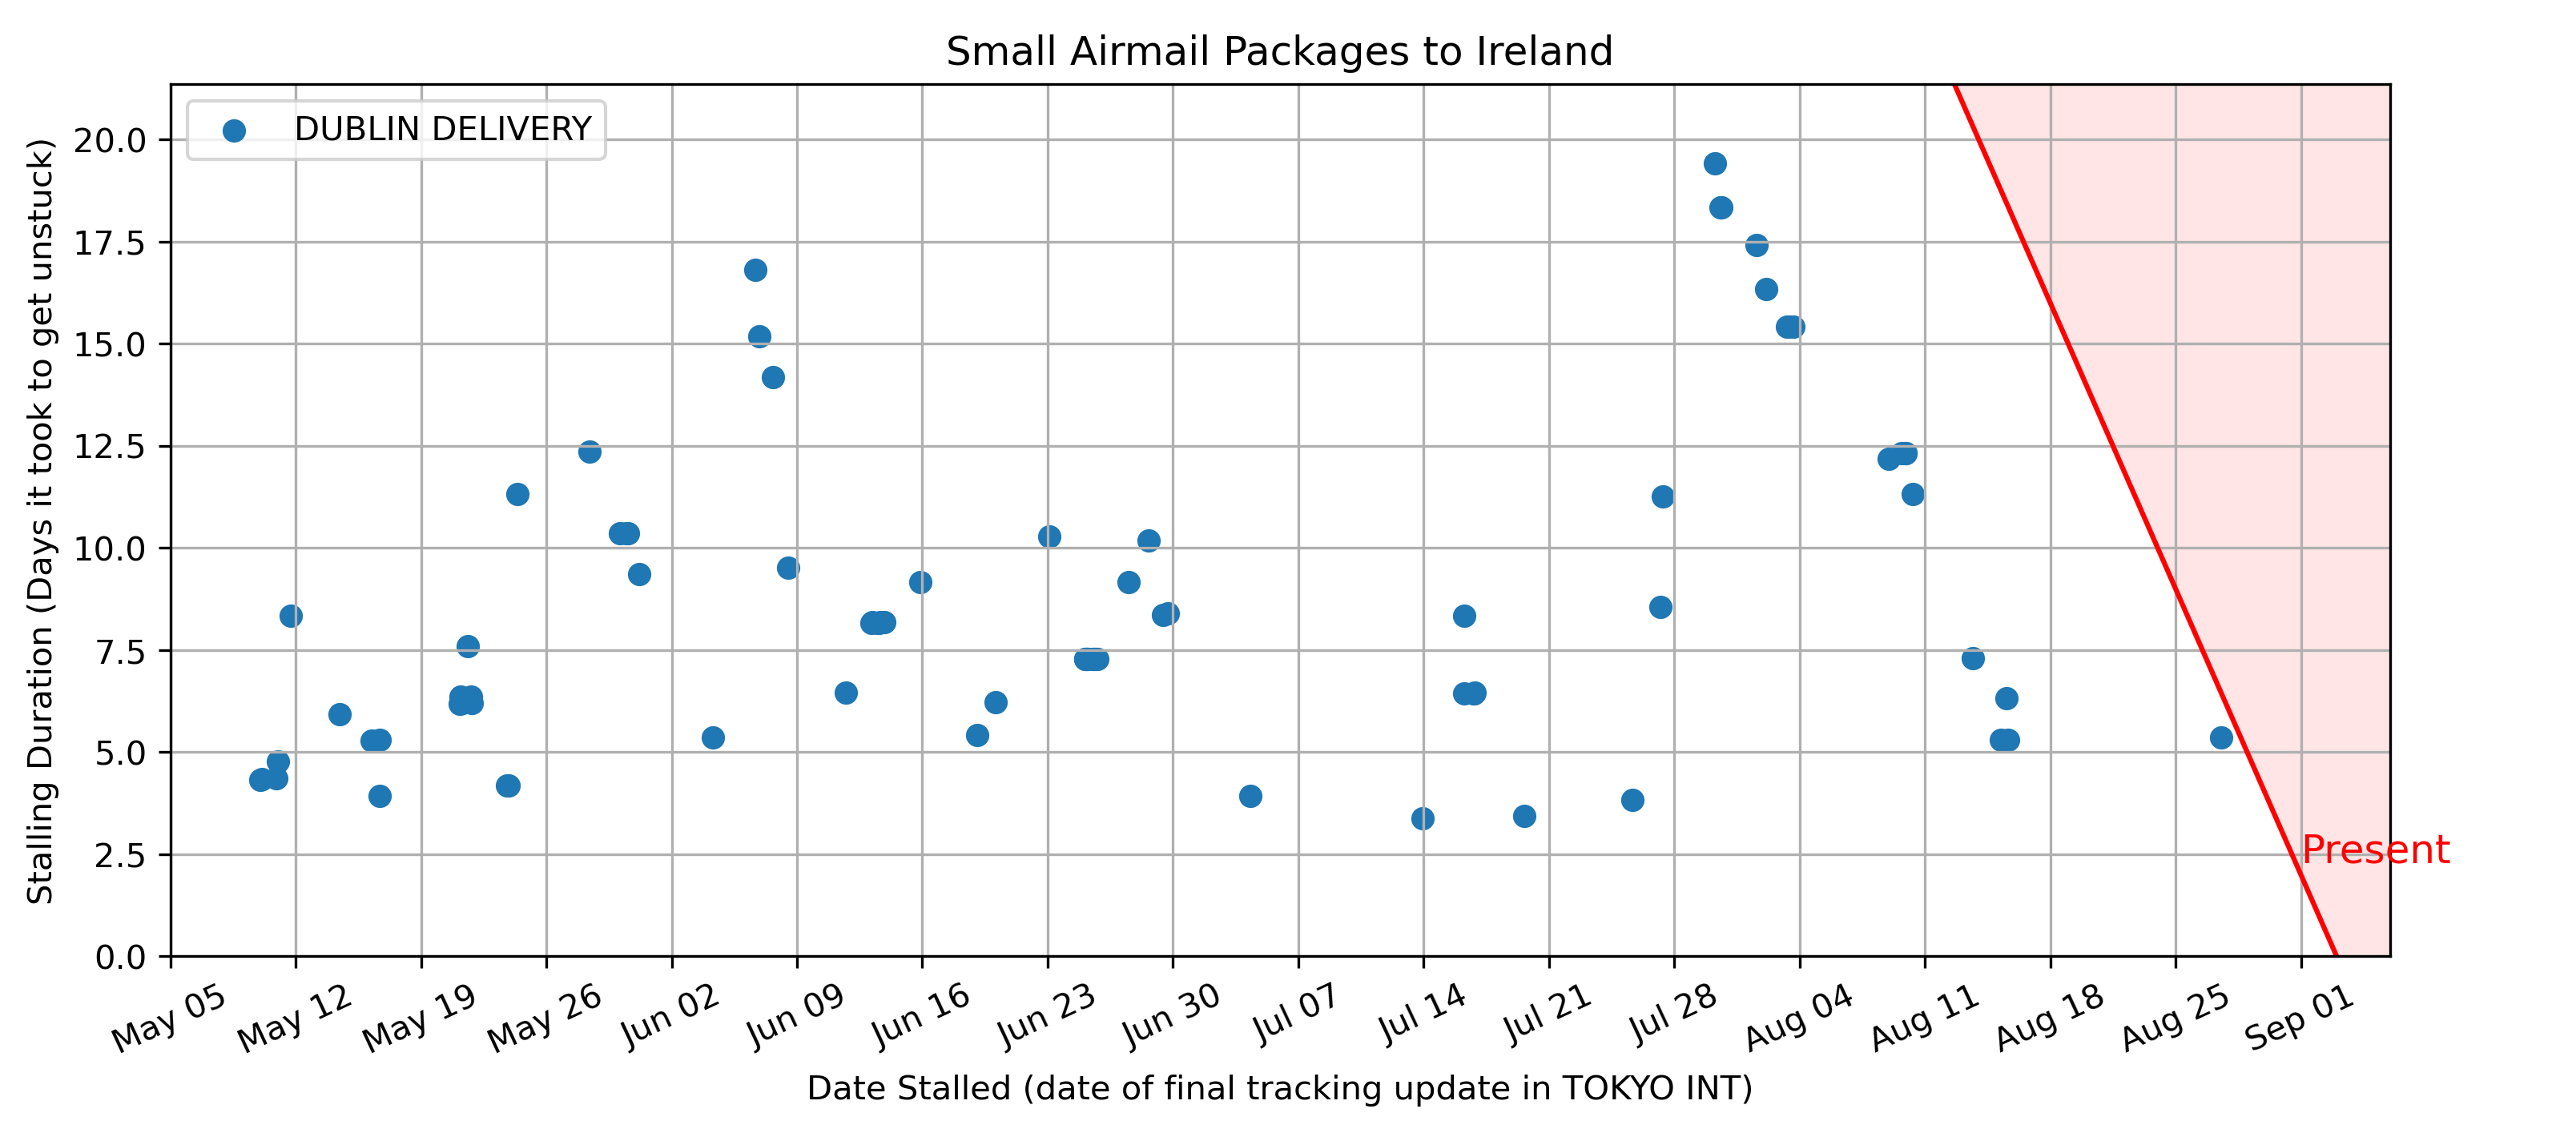 Small Airmail Packages to Ireland
DUBLIN DELIVERY
Stalling Duration (Days it took to get unstuck)
20.0
17.5
15.0
12.5
10.0
7.5
5.0
2.5
0.0
Present
May 05 May 12 May 19 May 26 Jun 02 Jun 09 Jun 16 Jun 23 Jun 30 Jul 07 Jul 14 Jul 21 Jul 28 Aug 04 Aug 11 Aug 18 Aug 25 Sep 01
Date Stalled (date of final tracking update in TOKYO INT)